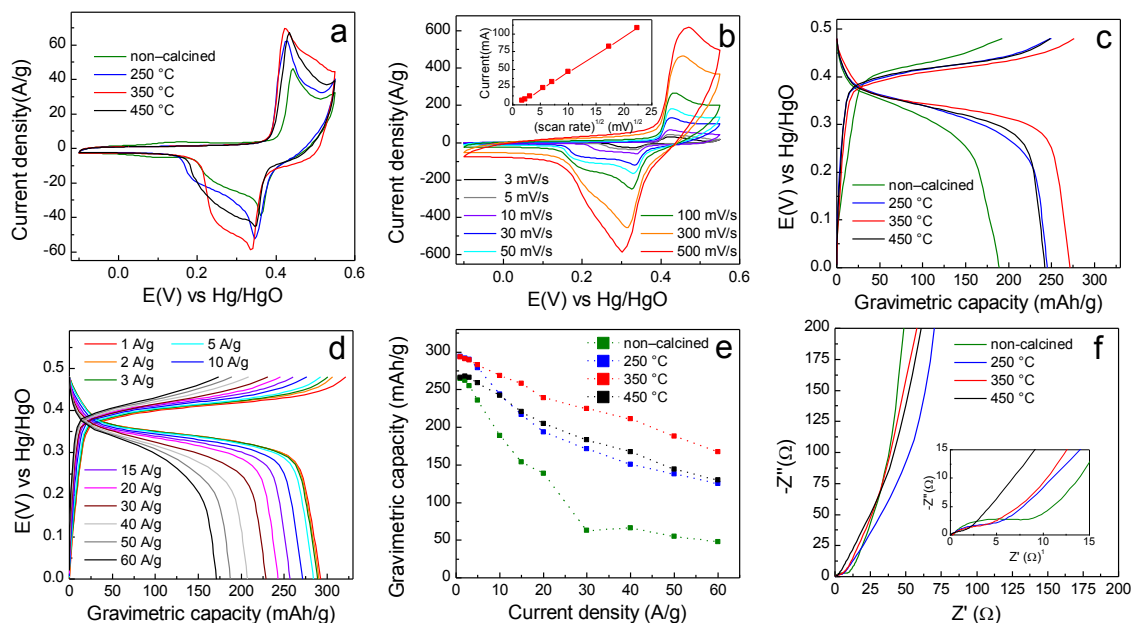 a
non–calcined
250 °C
350 °C
450 °C
Current density(A/g)
60
40
20
0
-20
-40
-60
0.0 0.2 0.4 0.6
E(V) vs Hg/HgO
b
Current(mA)
100
75
50
25
0
0 5 10 15 20 25
(scan rate)1/2 (mV)1/2
Current density(A/g)
600
400
200
0
-200
-400
-600
3 mV/s
5 mV/s
10 mV/s
30 mV/s
50 mV/s
100 mV/s
300 mV/s
500 mV/s
0.0 0.2 0.4 0.6
E(V) vs Hg/HgO
c
E(V) vs Hg/HgO
0.5
0.4
0.3
0.2
0.1
0.0
non–calcined
250 °C
350 °C
450 °C
0 50 100 150 200 250 300
Gravimetric capacity (mAh/g)
d
1 A/g
2 A/g
3 A/g
5 A/g
10 A/g
E(V) vs Hg/HgO
0.5
0.4
0.3
0.2
0.1
0.0
15 A/g
20 A/g
30 A/g
40 A/g
50 A/g
60 A/g
0 50 100 150 200 250 300
Gravimetric capacity (mAh/g)
e
non–calcined
250 °C
350 °C
450 °C
Gravimetric capacity (mAh/g)
350
300
250
200
150
100
50
0
0 10 20 30 40 50 60
Current density (A/g)
f
non-calcined
250 °C
350 °C
450 °C
-Z''(Ω)
200
175
150
125
100
75
50
25
0
-Z''(Ω)
15
10
5
0
0 5 10 15
Z' (Ω)1
0 25 50 75 100 125 150 175 200
Z' (Ω)